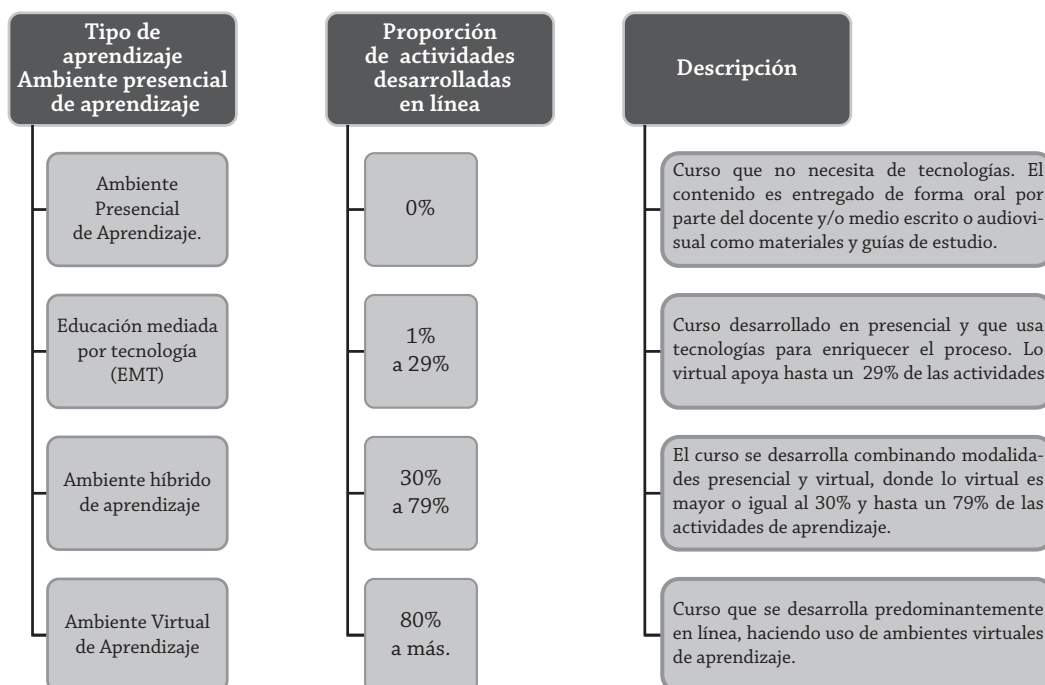 Tipo de
aprendizaje
Ambiente presencial
de aprendizaje
Proporción
de actividades
desarrolladas
en línea
Descripción
Ambiente
Presencial
de Aprendizaje.
0%
Curso que no necesita de tecnologías. El
contenido es entregado de forma oral por
parte del docente y/o medio escrito o audiovi-
sual como materiales y guías de estudio.
Educación mediada
por tecnología
(EMT)
1%
a 29%
Curso desarrollado en presencial y que usa
tecnologías para enriquecer el proceso. Lo
virtual apoya hasta un 29% de las actividades
Ambiente híbrido
de aprendizaje
30%
a 79%
El curso se desarrolla combinando modalida-
des presencial y virtual, donde lo virtual es
mayor o igual al 30% y hasta un 79% de las
actividades de aprendizaje.
Ambiente Virtual
de Aprendizaje
80%
a más.
Curso que se desarrolla predominantemente
en línea, haciendo uso de ambientes virtuales
de aprendizaje.